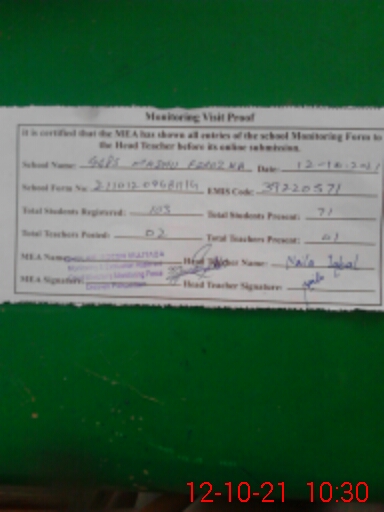 Monitoring Visit Proof
It is certified that the MEA has shown all entries of the school Monitoring Form to
the Head Teacher before its online submission.
School Name: GGPS Date: 12-10-2021
School Form No. EMIS Code: 39220571
Total Students Registered: 103 Total Students Present: 71
Total Teachers Posted: 02 Total Teachers Present: 01
MEA Name: Head Teacher Name: Naila Iqbal
MEA Signature: Head Teacher Signature:
12-10-21 10:30